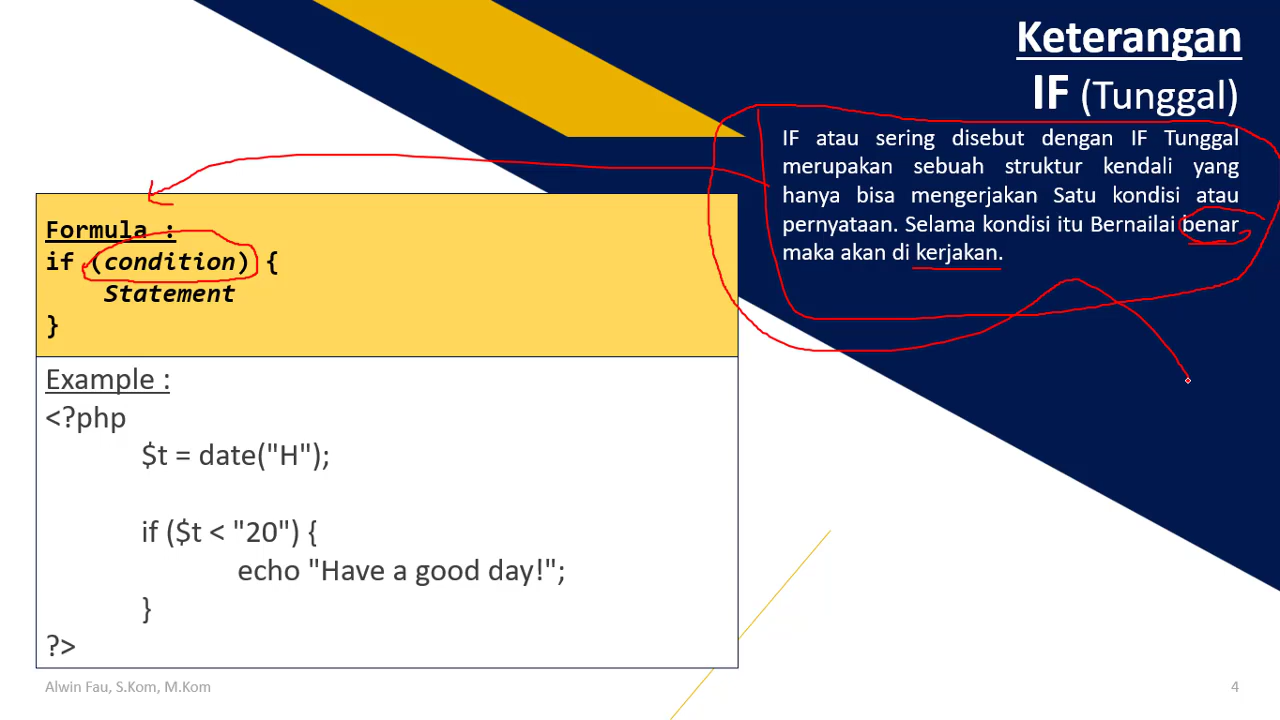 Keterangan
IF (Tunggal)
IF atau sering disebut dengan IF Tunggal
merupakan sebuah struktur kendali yang
hanya bisa mengerjakan Satu kondisi atau
pernyataan. Selama kondisi itu Bernailai benar
maka akan di kerjakan.
Formula :
if (condition) {
Statement
}
Example :
<?php
$t = date("H");
if ($t < "20") {
echo "Have a good day!";
}
?>
Alwin Fau, S.Kom, M.Kom
4